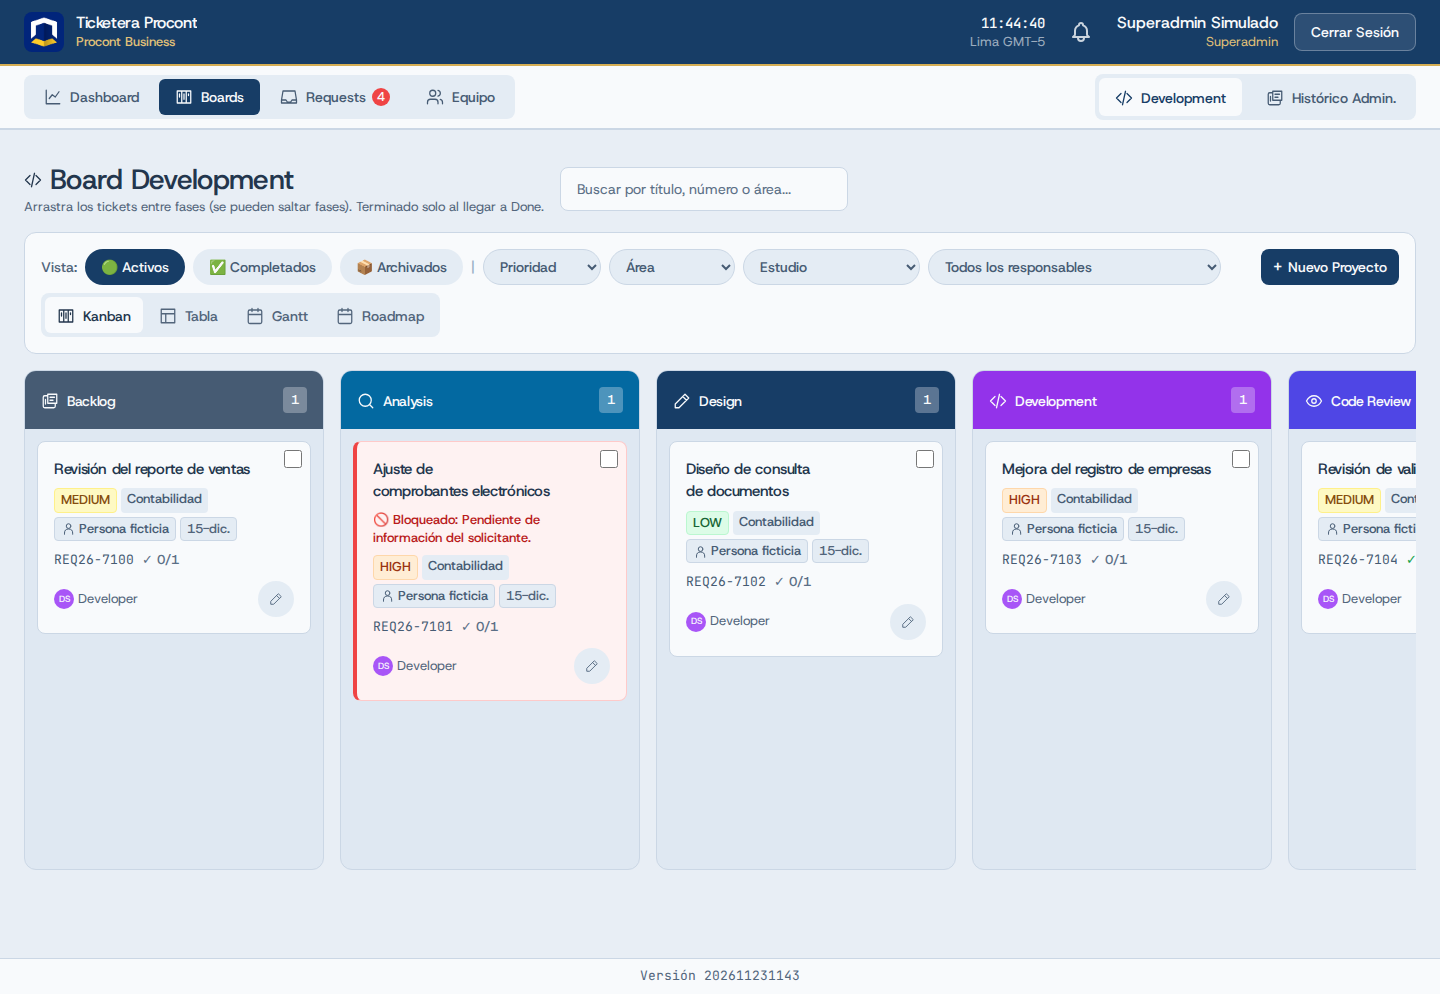 Ticketera Procont
Procont Business
11:44:40
Lima GMT-5
Superadmin Simulado
Superadmin
Cerrar Sesión
Dashboard
Boards
Requests 4
Equipo
Development
Histórico Admin.
Board Development
Arrastra los tickets entre fases (se pueden saltar fases). Terminado solo al llegar a Done.
Buscar por título, número o área...
Vista:
Activos
Completados
Archivados
|
Prioridad
Área
Estudio
Todos los responsables
+ Nuevo Proyecto
Kanban
Tabla
Gantt
Roadmap
Backlog 1
Revisión del reporte de ventas
MEDIUM Contabilidad
Persona ficticia 15-dic.
REQ26-7100 ✓ 0/1
DS Developer
Analysis 1
Ajuste de
comprobantes electrónicos
Bloqueado: Pendiente de
información del solicitante.
HIGH Contabilidad
Persona ficticia 15-dic.
REQ26-7101 ✓ 0/1
DS Developer
Design 1
Diseño de consulta
de documentos
LOW Contabilidad
Persona ficticia 15-dic.
REQ26-7102 ✓ 0/1
DS Developer
Development 1
Mejora del registro de empresas
HIGH Contabilidad
Persona ficticia 15-dic.
REQ26-7103 ✓ 0/1
DS Developer
Code Review
Revisión de vali
MEDIUM Cont
Persona ficti
REQ26-7104 ✓
DS Developer
Versión 202611231143